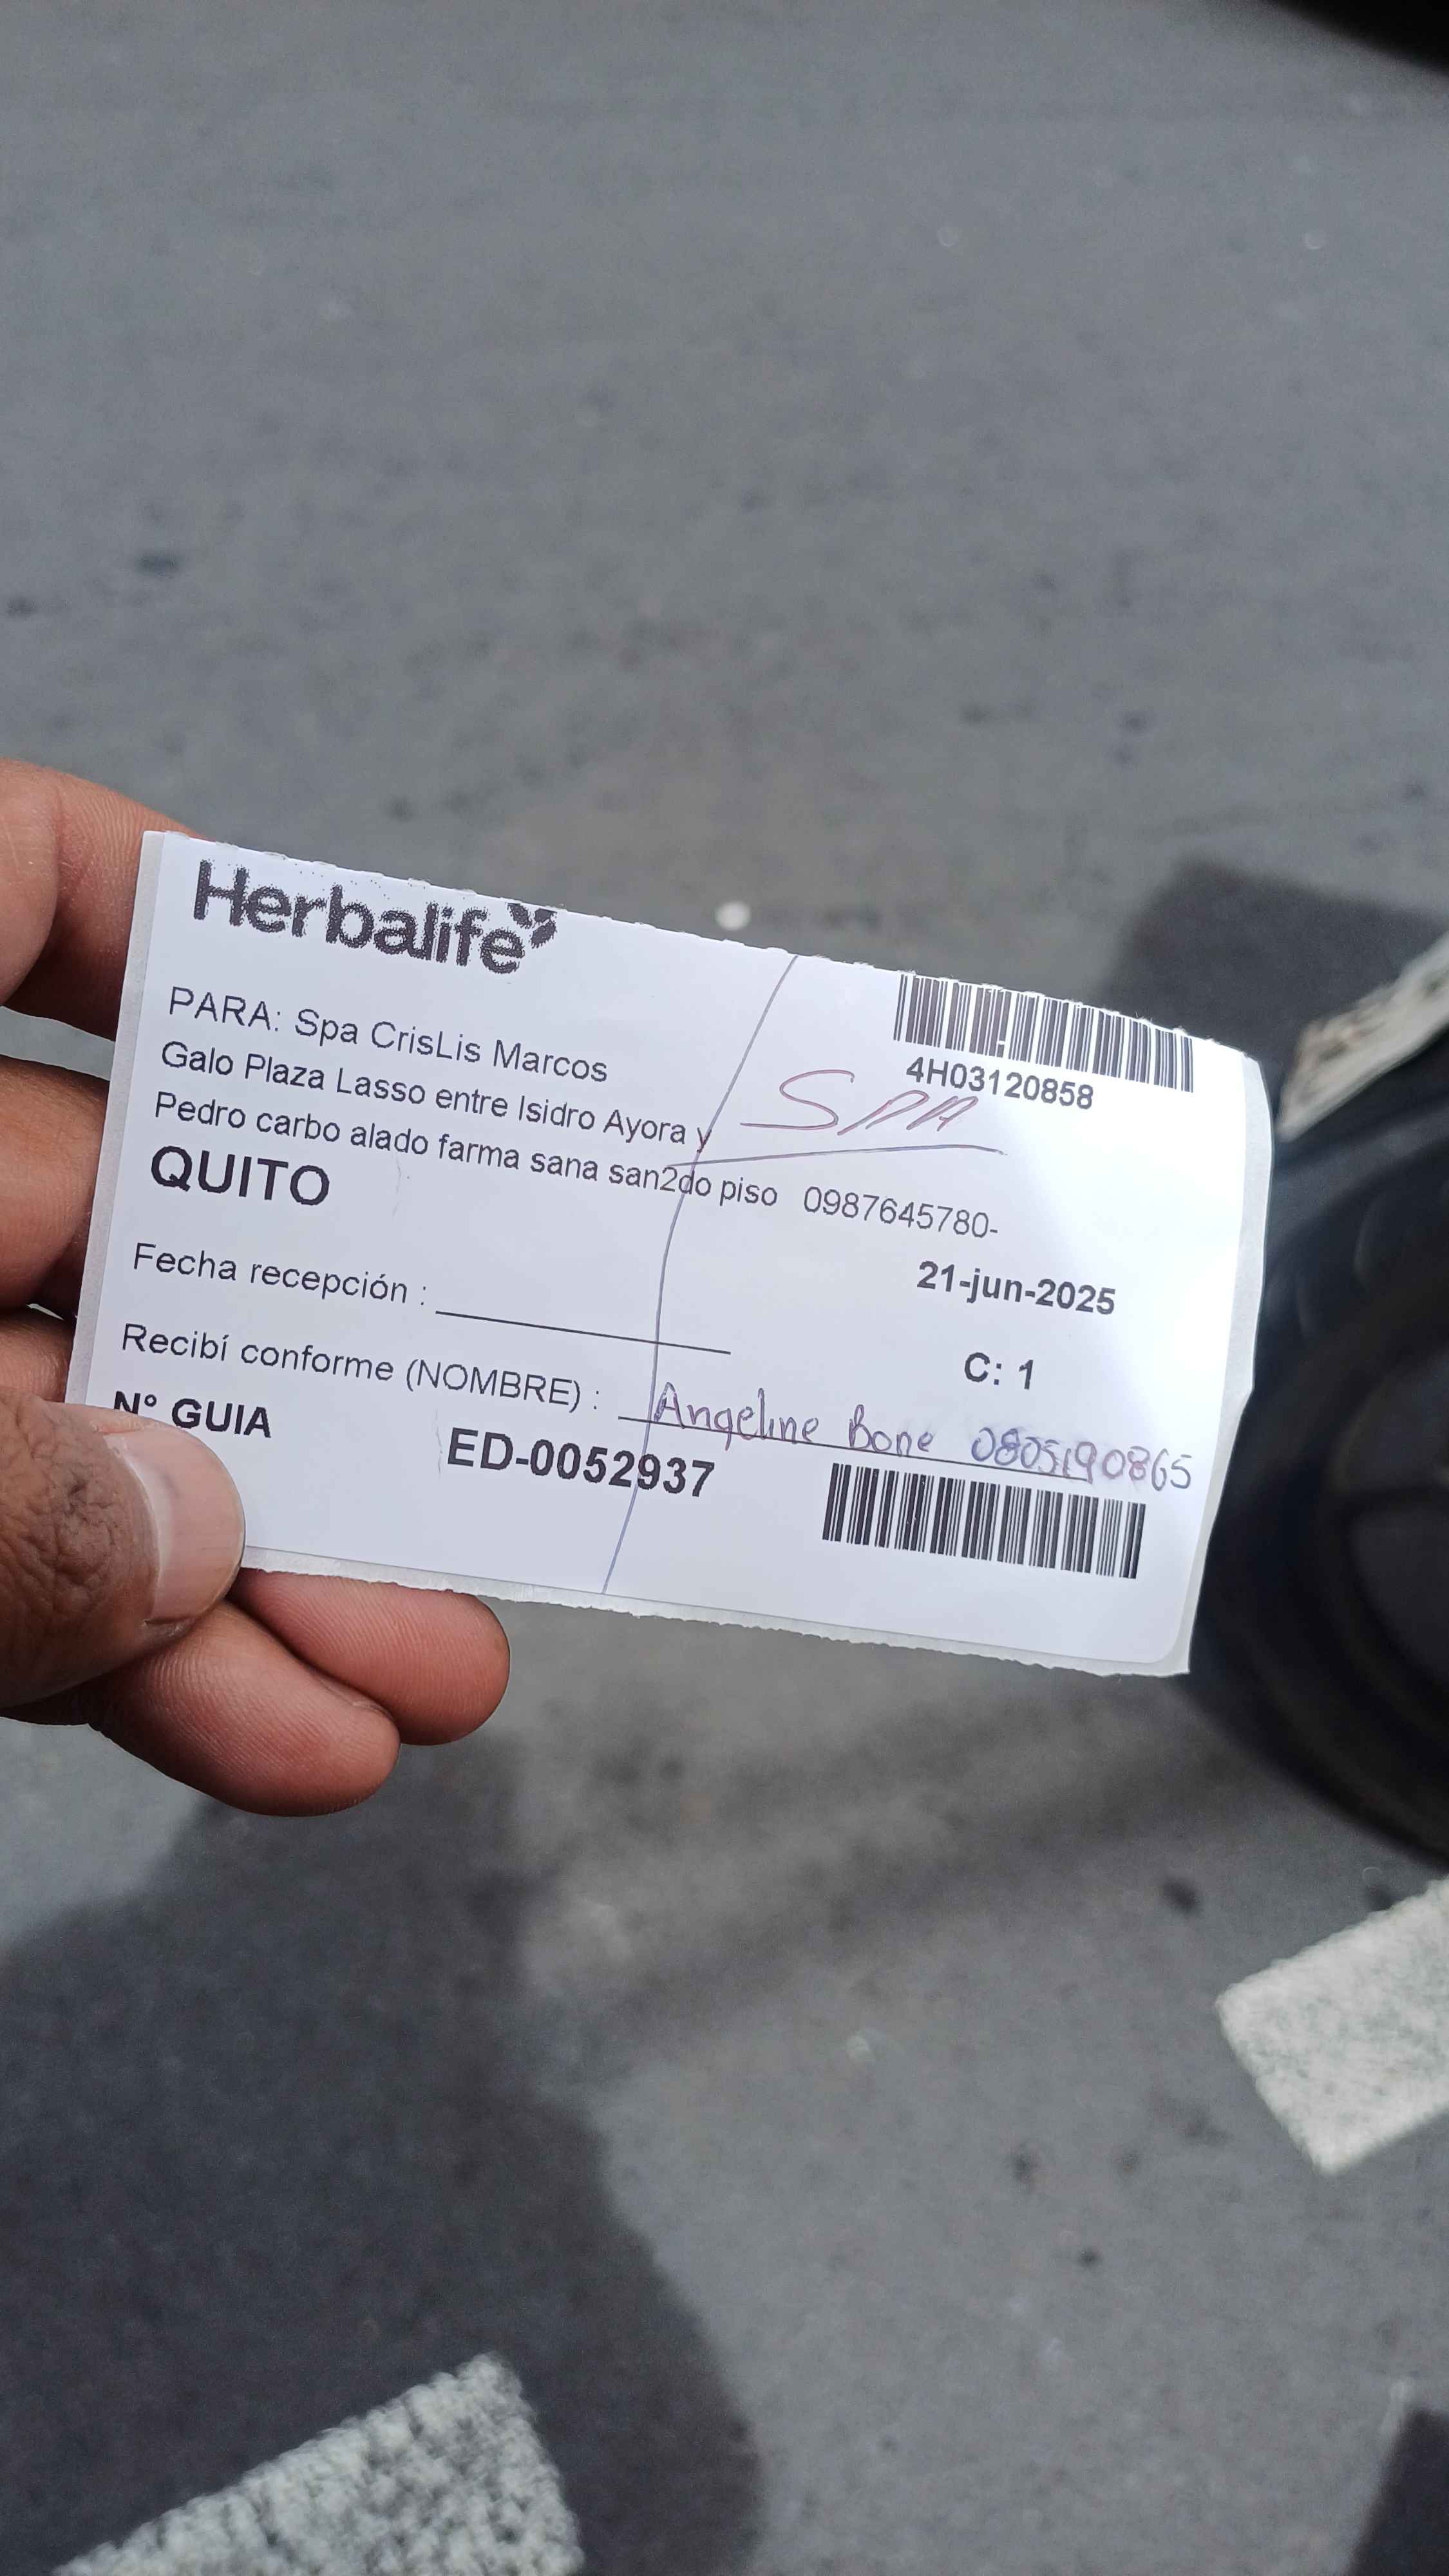 Herbalife
4H03120858
PARA: Spa CrisLis Marcos
SPA
Galo Plaza Lasso entre Isidro Ayora y
Pedro carbo alado farma sana san2do piso 0987645780-
QUITO
21-jun-2025
Fecha recepción :
C: 1
Recibí conforme (NOMBRE) : Angeline Bone 0805190865
N° GUIA ED-0052937